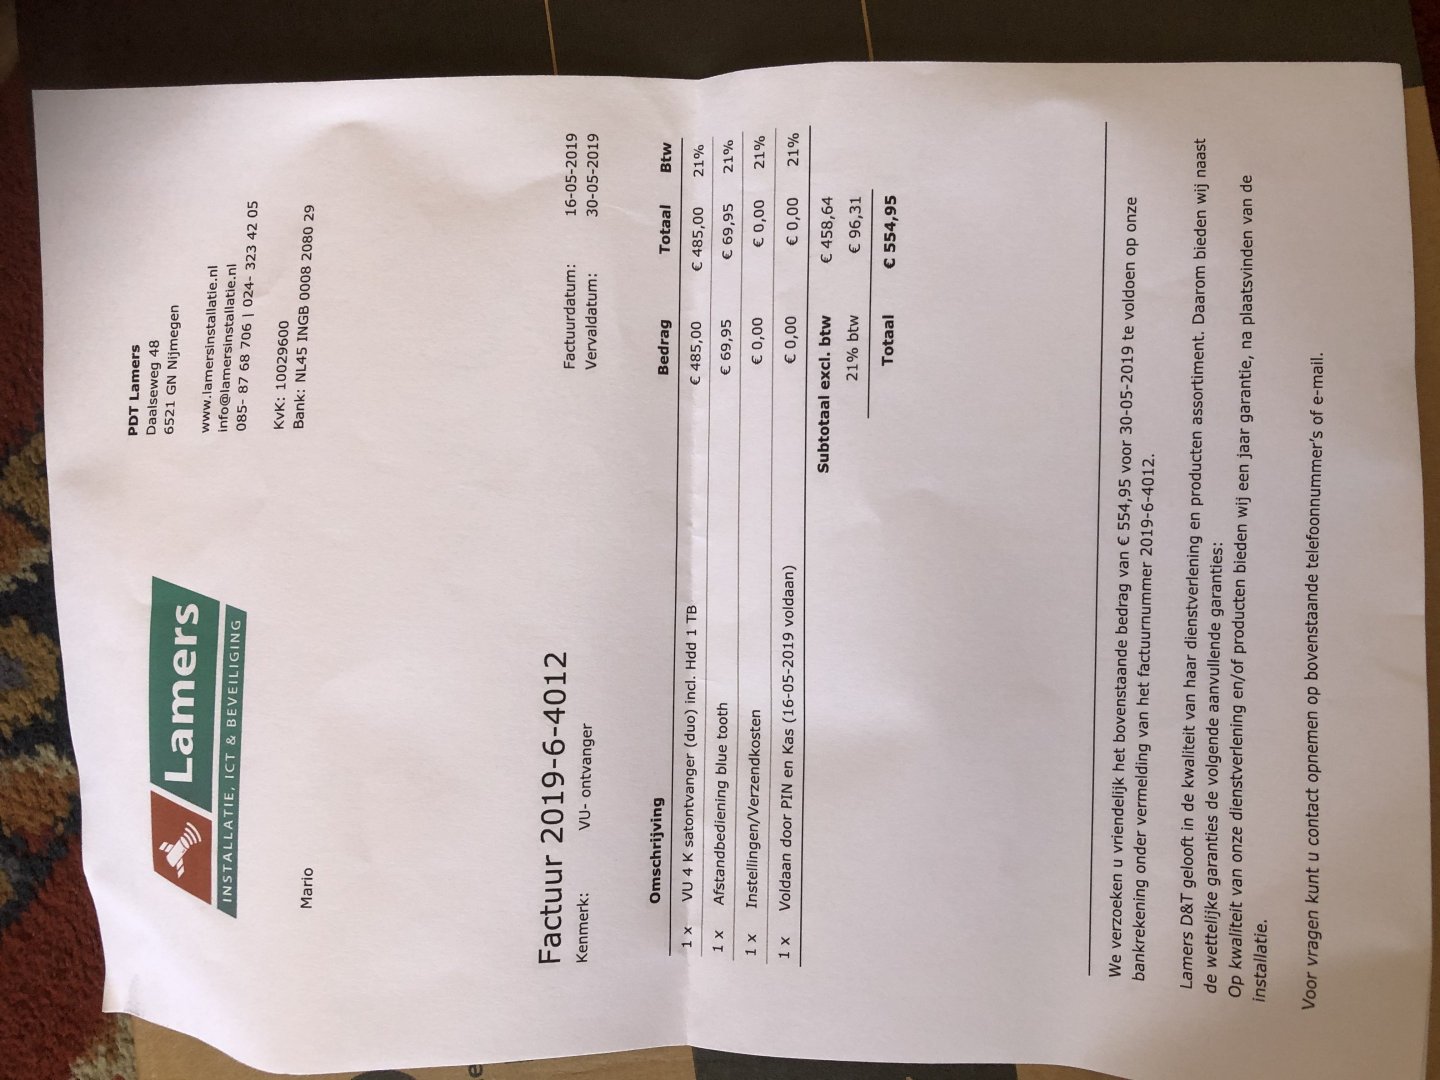 Lamers
INSTALLATIE, ICT & BEVEILIGING
PDT Lamers
Daalseweg 48
6521 GN Nijmegen
www.lamersinstallatie.nl
info@lamersinstallatie.nl
085- 87 68 706 | 024- 323 42 05
KvK: 10029600
Bank: NL45 INGB 0008 2080 29
Mario
Factuur 2019-6-4012
Kenmerk: VU- ontvanger
Factuurdatum: 16-05-2019
Vervaldatum: 30-05-2019
Omschrijving Bedrag Totaal Btw
1 x VU 4 K satontvanger (duo) incl. Hdd 1 TB € 485,00 € 485,00 21%
1 x Afstandbediening blue tooth € 69,95 € 69,95 21%
1 x Instellingen/Verzendkosten € 0,00 € 0,00 21%
1 x Voldaan door PIN en Kas (16-05-2019 voldaan) € 0,00 € 0,00 21%
Subtotaal excl. btw € 458,64
21% btw € 96,31
Totaal € 554,95
We verzoeken u vriendelijk het bovenstaande bedrag van € 554,95 voor 30-05-2019 te voldoen op onze
bankrekening onder vermelding van het factuurnummer 2019-6-4012.
Lamers D&T gelooft in de kwaliteit van haar dienstverlening en producten assortiment. Daarom bieden wij naast
de wettelijke garanties de volgende aanvullende garanties:
Op kwaliteit van onze dienstverlening en/of producten bieden wij een jaar garantie, na plaatsvinden van de
installatie.
Voor vragen kunt u contact opnemen op bovenstaande telefoonnummer's of e-mail.